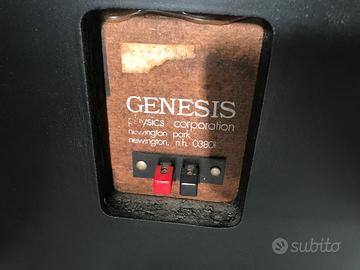 GENESIS
physics corporation
newington park
newington, n.h. 03801
subito